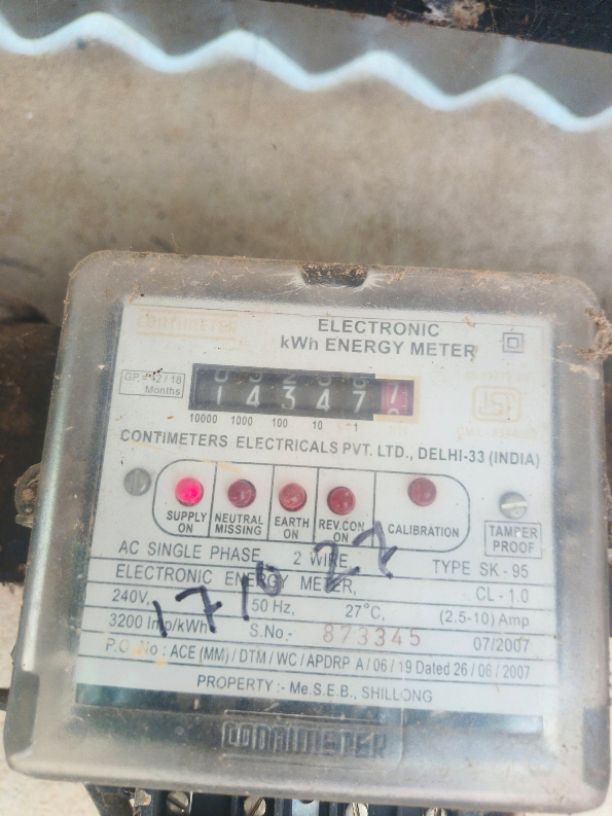 CONTIMETER
ELECTRONIC
kWh ENERGY METER
Months
14347
10000 1000 100 10 1
CONTIMETERS ELECTRICALS PVT. LTD., DELHI-33 (INDIA)
SUPPLY ON
NEUTRAL MISSING
EARTH ON
REV.CON ON
CALIBRATION
TAMPER PROOF
AC SINGLE PHASE 2 WIRE TYPE SK - 95
ELECTRONIC ENERGY METER, CL - 1.0
240V, 50 Hz, 27°C, (2.5-10) Amp
3200 Imp/kWh S.No.- 873345 07/2007
P.O. No : ACE (MM) / DTM / WC / APDRP A / 06 / 19 Dated 26 / 06 / 2007
PROPERTY :- Me.S.E.B., SHILLONG
CONTIMETER